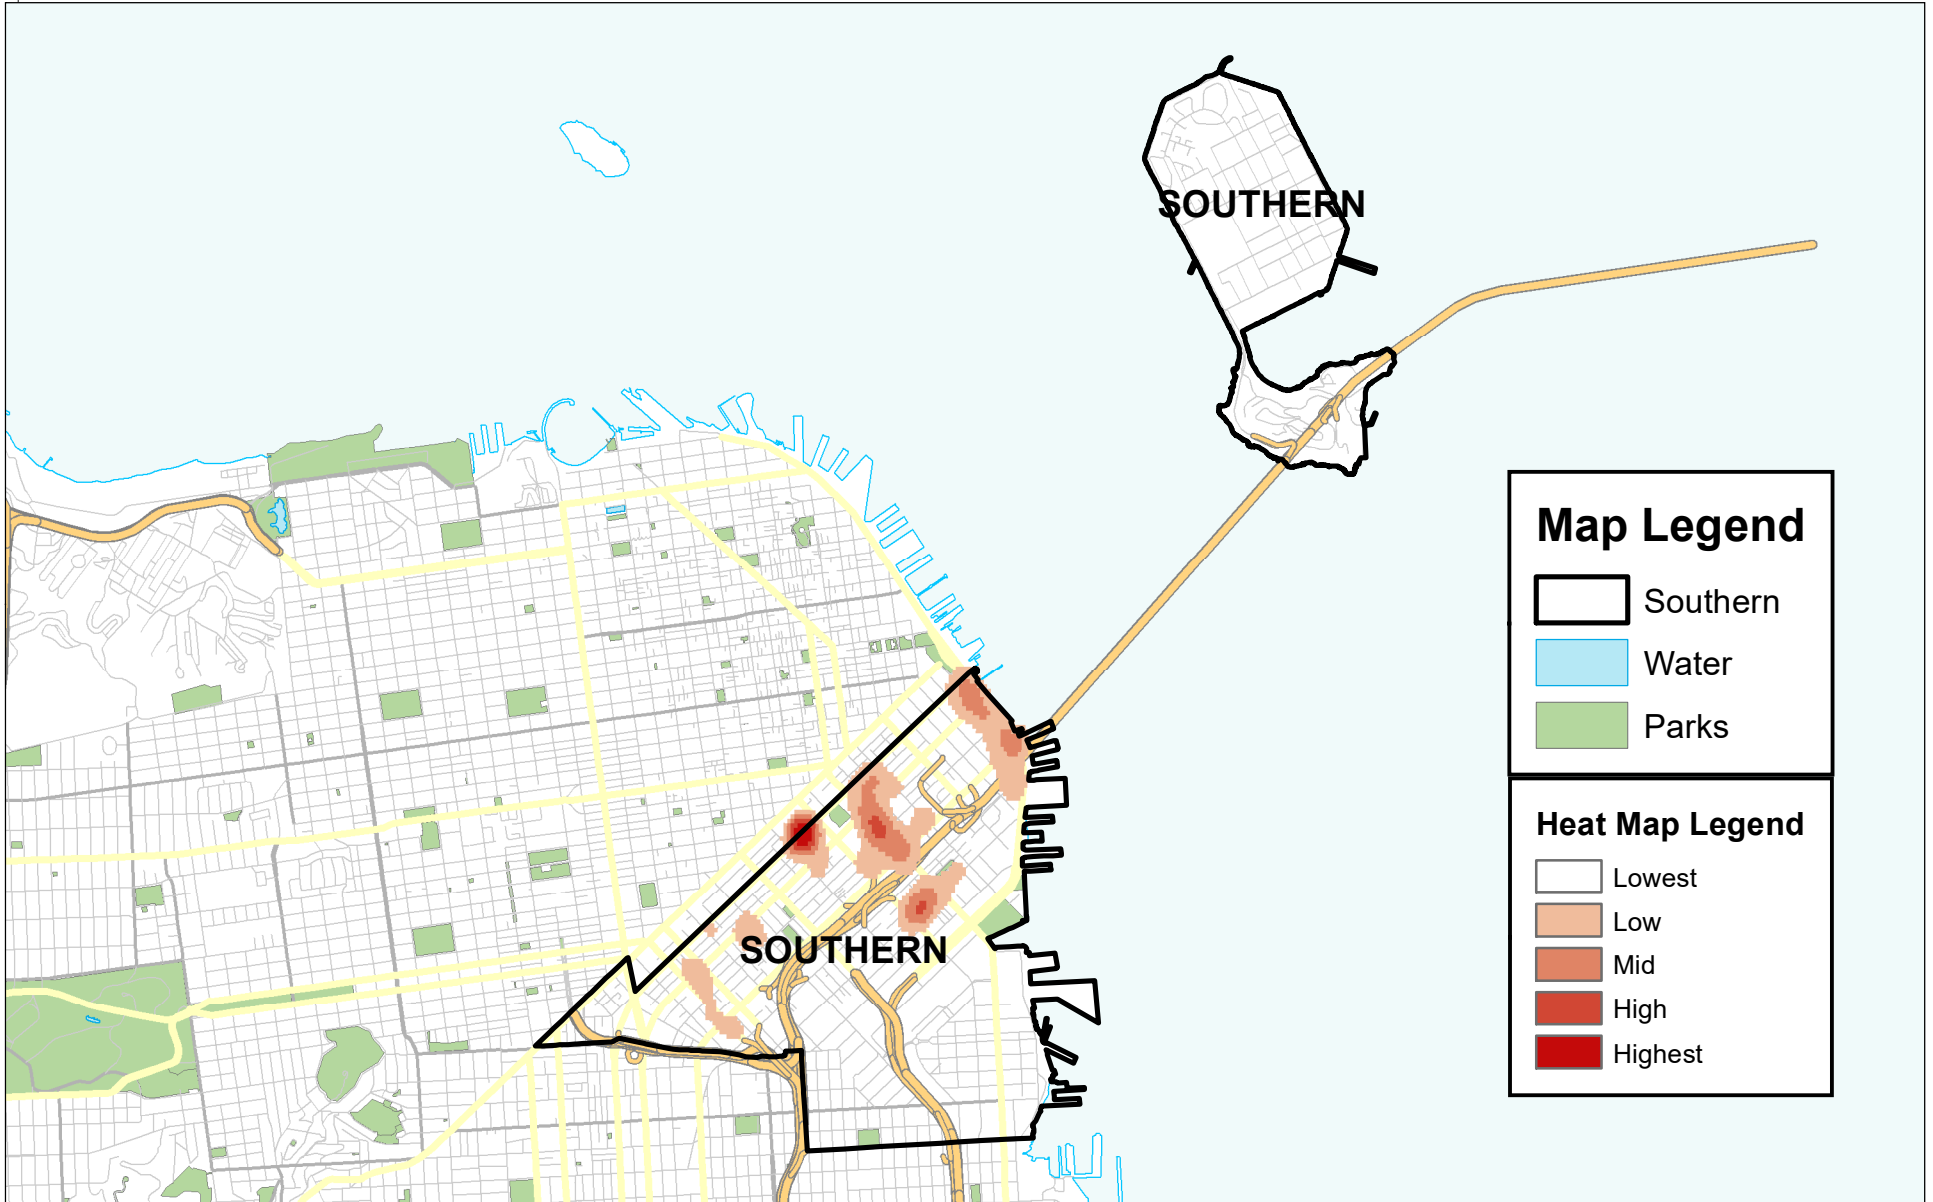 SOUTHERN
SOUTHERN
Map Legend
Southern
Water
Parks
Heat Map Legend
Lowest
Low
Mid
High
Highest